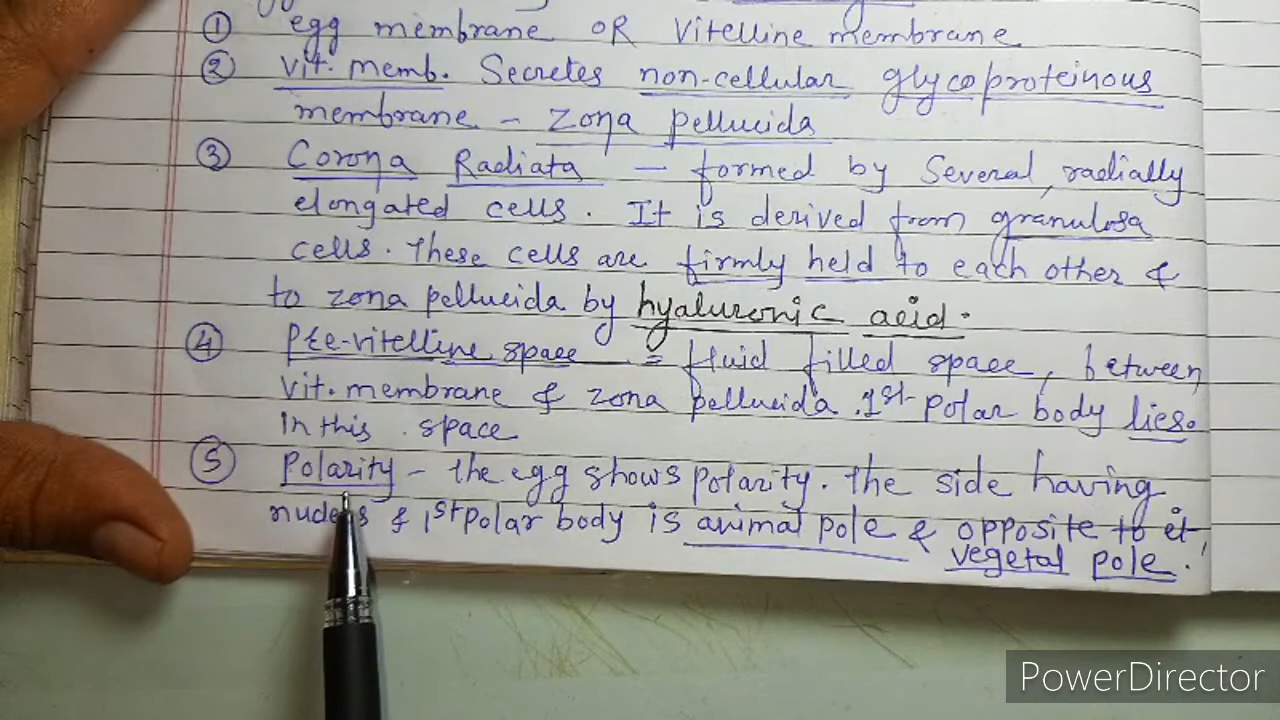 ① egg membrane OR Vitelline membrane
② Vit. memb. Secretes non-cellular glycoproteinous
membrane - Zona pellucida
③ Corona Radiata - formed by Several, radially
elongated cells. It is derived from granulosa
cells. These cells are firmly held to each other &
to zona pellucida by hyaluronic acid.
④ Pre-vitelline space = fluid filled space, between
vit. membrane & zona pellucida. 1st Polar body lies.
In this space
⑤ Polarity - the egg shows polarity. The side having
& 1st polar body is animal pole & opposite to it,
vegetal pole.
PowerDirector